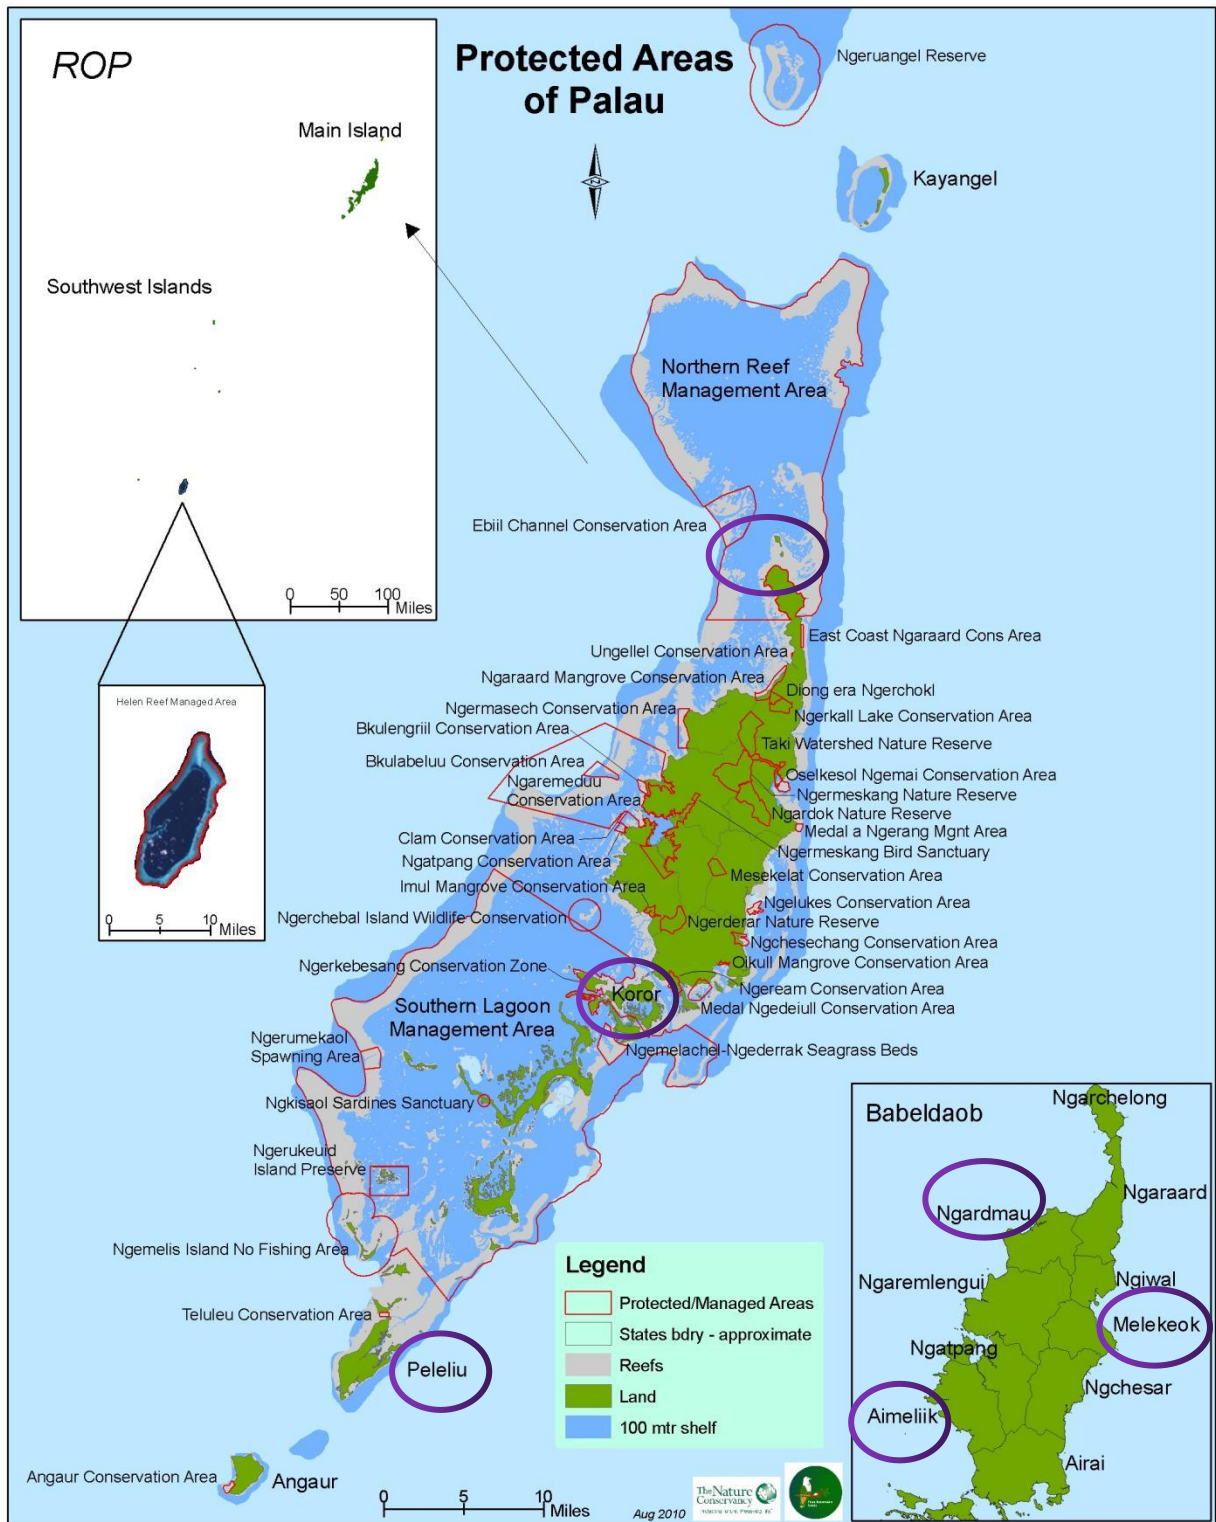 ROP
Protected Areas
of Palau
Ngeruangel Reserve
Main Island
Kayangel
Southwest Islands
Northern Reef
Management Area
Ebiil Channel Conservation Area
0 50 100
Miles
East Coast Ngaraard Cons Area
Ungellel Conservation Area
Ngaraard Mangrove Conservation Area
Diong era Ngerchokl
Helen Reef Managed Area
Ngermasech Conservation Area
Ngerkall Lake Conservation Area
Bkulengriil Conservation Area
Taki Watershed Nature Reserve
Bkulabeluu Conservation Area
Oselkesol Ngemai Conservation Area
Ngaremeduu
Conservation Area
Ngermeskang Nature Reserve
Ngardok Nature Reserve
Clam Conservation Area
Medal a Ngerang Mgnt Area
Ngatpang Conservation Area
Ngermeskang Bird Sanctuary
Imul Mangrove Conservation Area
Mesekelat Conservation Area
Ngelukes Conservation Area
Ngerchebal Island Wildlife Conservation
Ngerderar Nature Reserve
0 5 10
Miles
Ngchesechang Conservation Area
Ngerkebesang Conservation Zone
Oikull Mangrove Conservation Area
Koror
Ngeream Conservation Area
Southern Lagoon
Management Area
Medal Ngedeiull Conservation Area
Ngerumekaol
Spawning Area
Ngemelachel-Ngederrak Seagrass Beds
Ngkisaol Sardines Sanctuary
Ngerukeuid
Island Preserve
Ngemelis Island No Fishing Area
Teluleu Conservation Area
Peleliu
Angaur Conservation Area
Angaur
Legend
Protected/Managed Areas
States bdry - approximate
Reefs
Land
100 mtr shelf
0 5 10
Miles
Aug 2010
The Nature
Conservancy
Babeldaob
Ngarchelong
Ngaraard
Ngardmau
Ngaremlengui
Ngiwal
Melekeok
Ngatpang
Ngchesar
Aimeliik
Airai